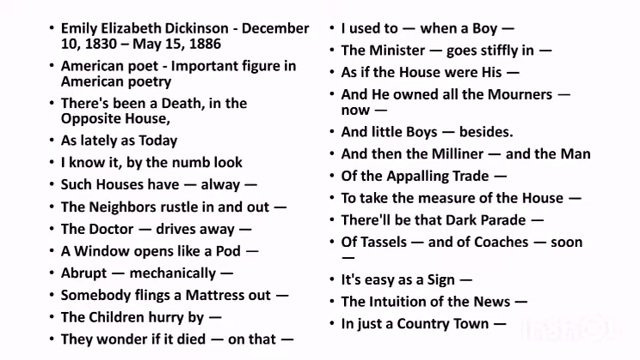 • Emily Elizabeth Dickinson - December
10, 1830 – May 15, 1886
• American poet - Important figure in
American poetry
• There's been a Death, in the
Opposite House,
• As lately as Today
• I know it, by the numb look
• Such Houses have — alway —
• The Neighbors rustle in and out —
• The Doctor — drives away —
• A Window opens like a Pod —
• Abrupt — mechanically —
• Somebody flings a Mattress out —
• The Children hurry by —
• They wonder if it died — on that —
• I used to — when a Boy —
• The Minister — goes stiffly in —
• As if the House were His —
• And He owned all the Mourners —
now —
• And little Boys — besides.
• And then the Milliner — and the Man
• Of the Appalling Trade —
• To take the measure of the House —
• There'll be that Dark Parade —
• Of Tassels — and of Coaches — soon
—
• It's easy as a Sign —
• The Intuition of the News —
• In just a Country Town —